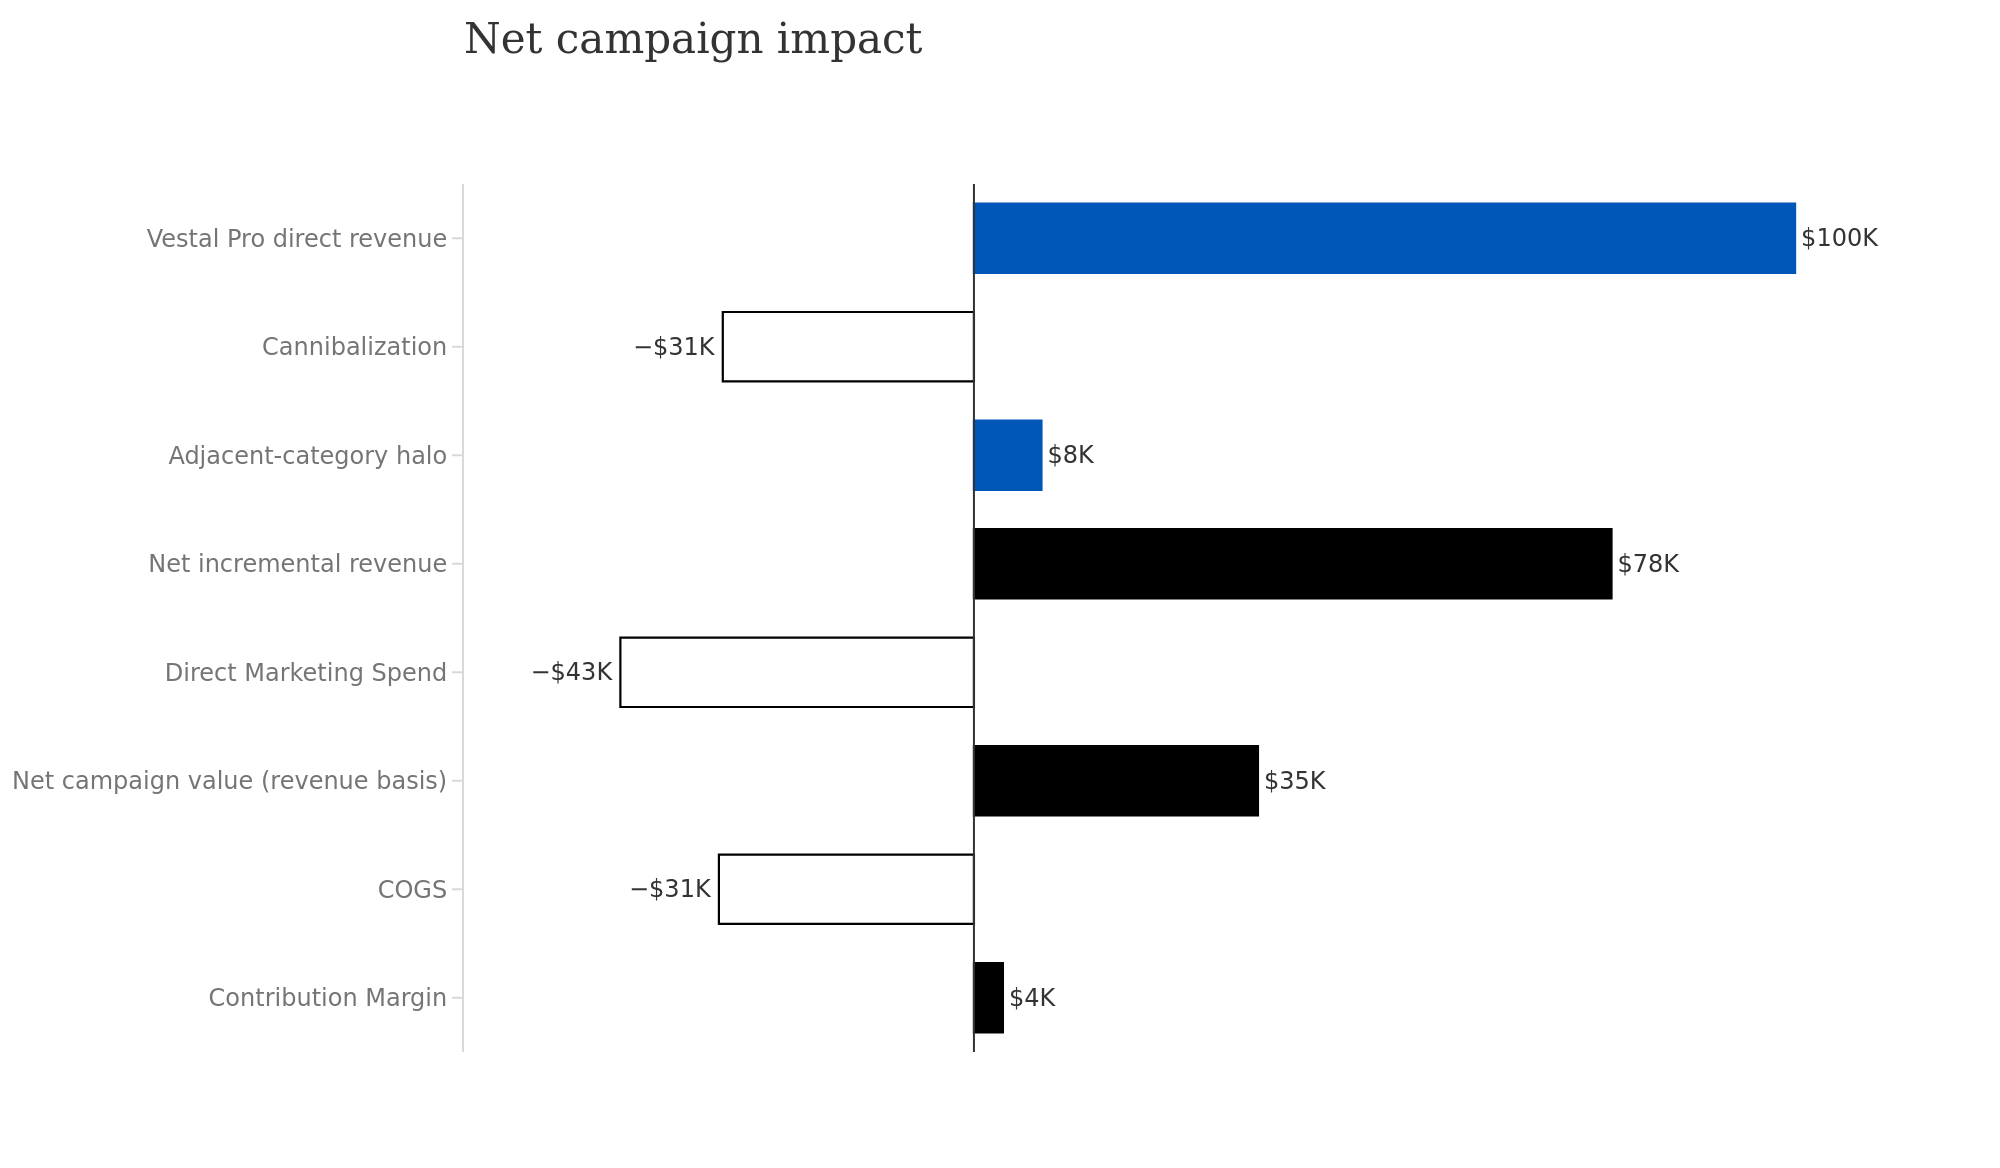 Net campaign impact
Vestal Pro direct revenue
$100K
Cannibalization
−$31K
Adjacent-category halo
$8K
Net incremental revenue
$78K
Direct Marketing Spend
−$43K
Net campaign value (revenue basis)
$35K
COGS
−$31K
Contribution Margin
$4K